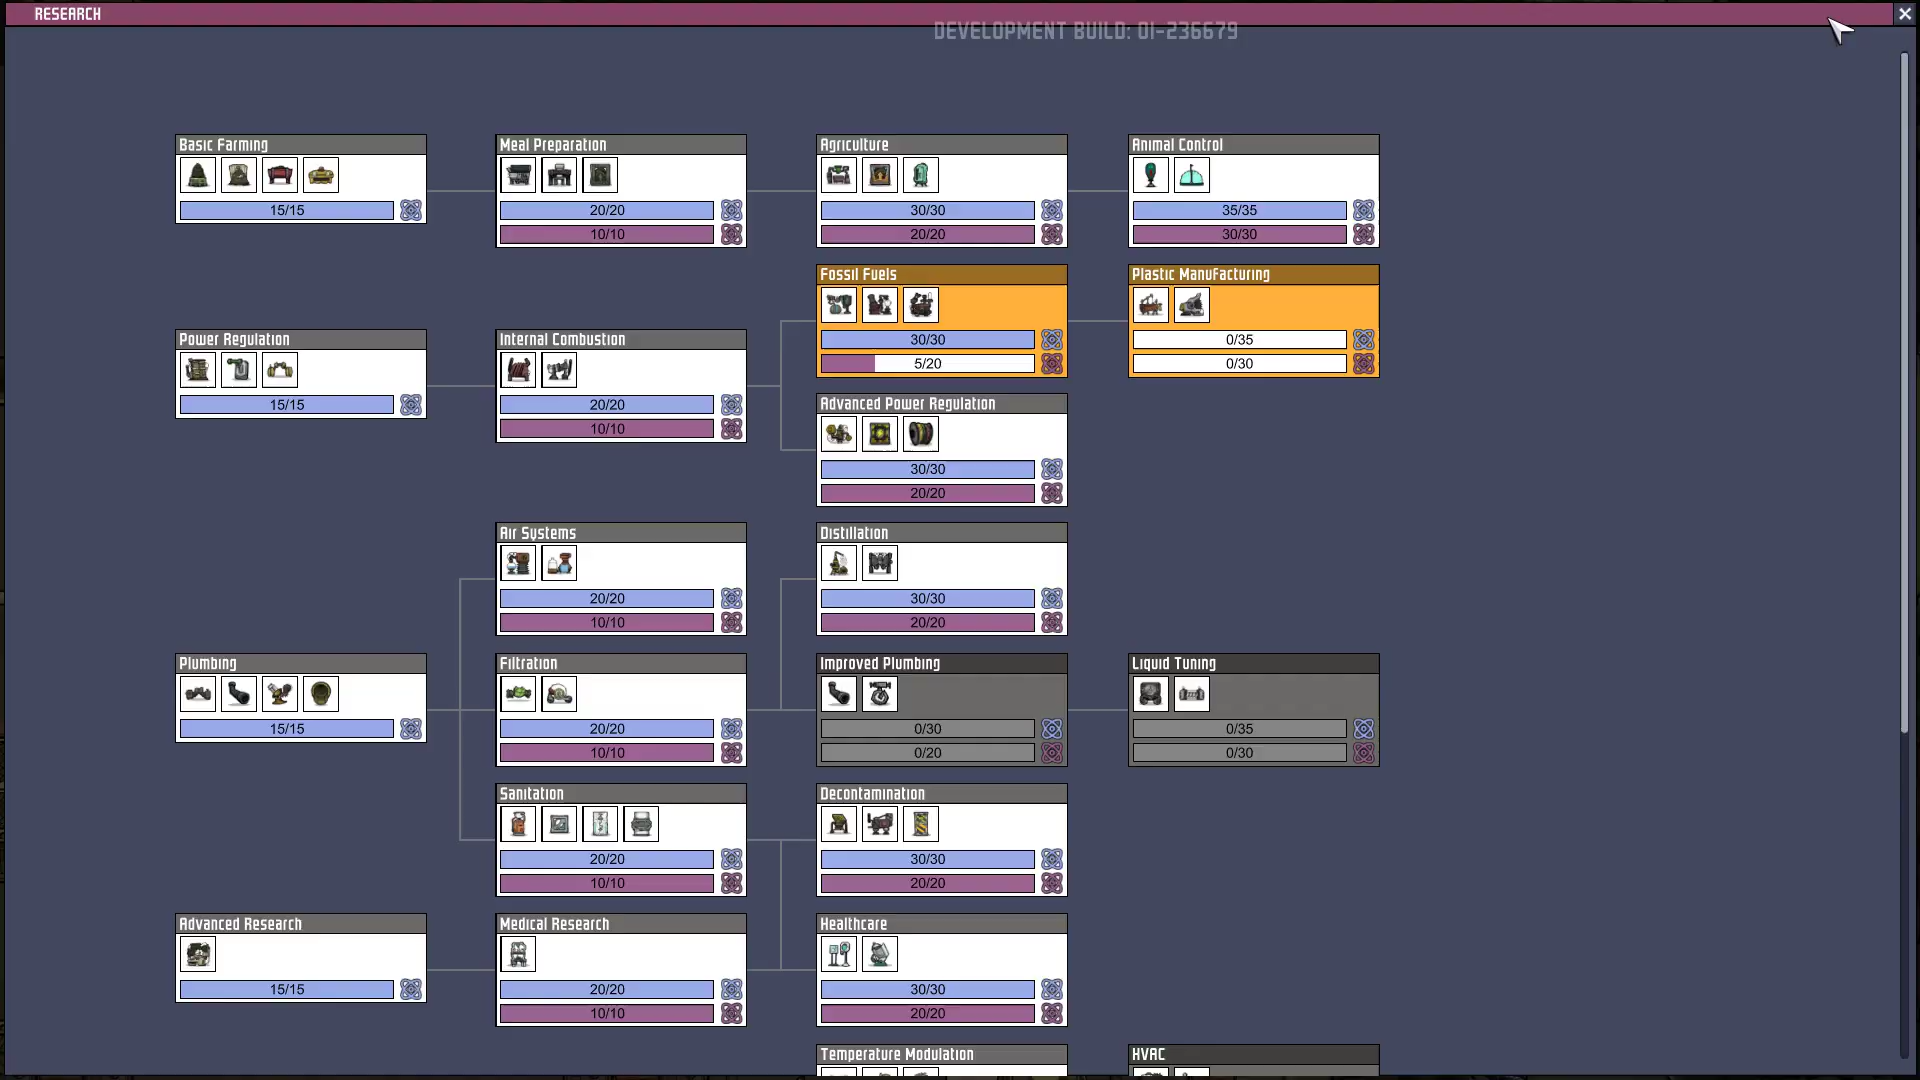 RESEARCH
DEVELOPMENT BUILD: 01-236679
Basic Farming
15/15
Meal Preparation
20/20
10/10
Agriculture
30/30
20/20
Animal Control
35/35
30/30
Fossil Fuels
30/30
5/20
Plastic Manufacturing
0/35
0/30
Power Regulation
15/15
Internal Combustion
20/20
10/10
Advanced Power Regulation
30/30
20/20
Air Systems
20/20
10/10
Distillation
30/30
20/20
Plumbing
15/15
Filtration
20/20
10/10
Improved Plumbing
0/30
0/20
Liquid Tuning
0/35
0/30
Sanitation
20/20
10/10
Decontamination
30/30
20/20
Advanced Research
15/15
Medical Research
20/20
10/10
Healthcare
30/30
20/20
Temperature Modulation
HVAC